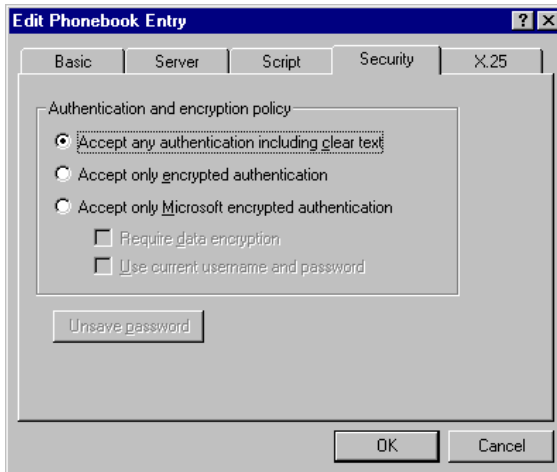 Edit Phonebook Entry
Basic Server Script Security X.25
Authentication and encryption policy
Accept any authentication including clear text
Accept only encrypted authentication
Accept only Microsoft encrypted authentication
Require data encryption
Use current username and password
Unsave password
OK Cancel